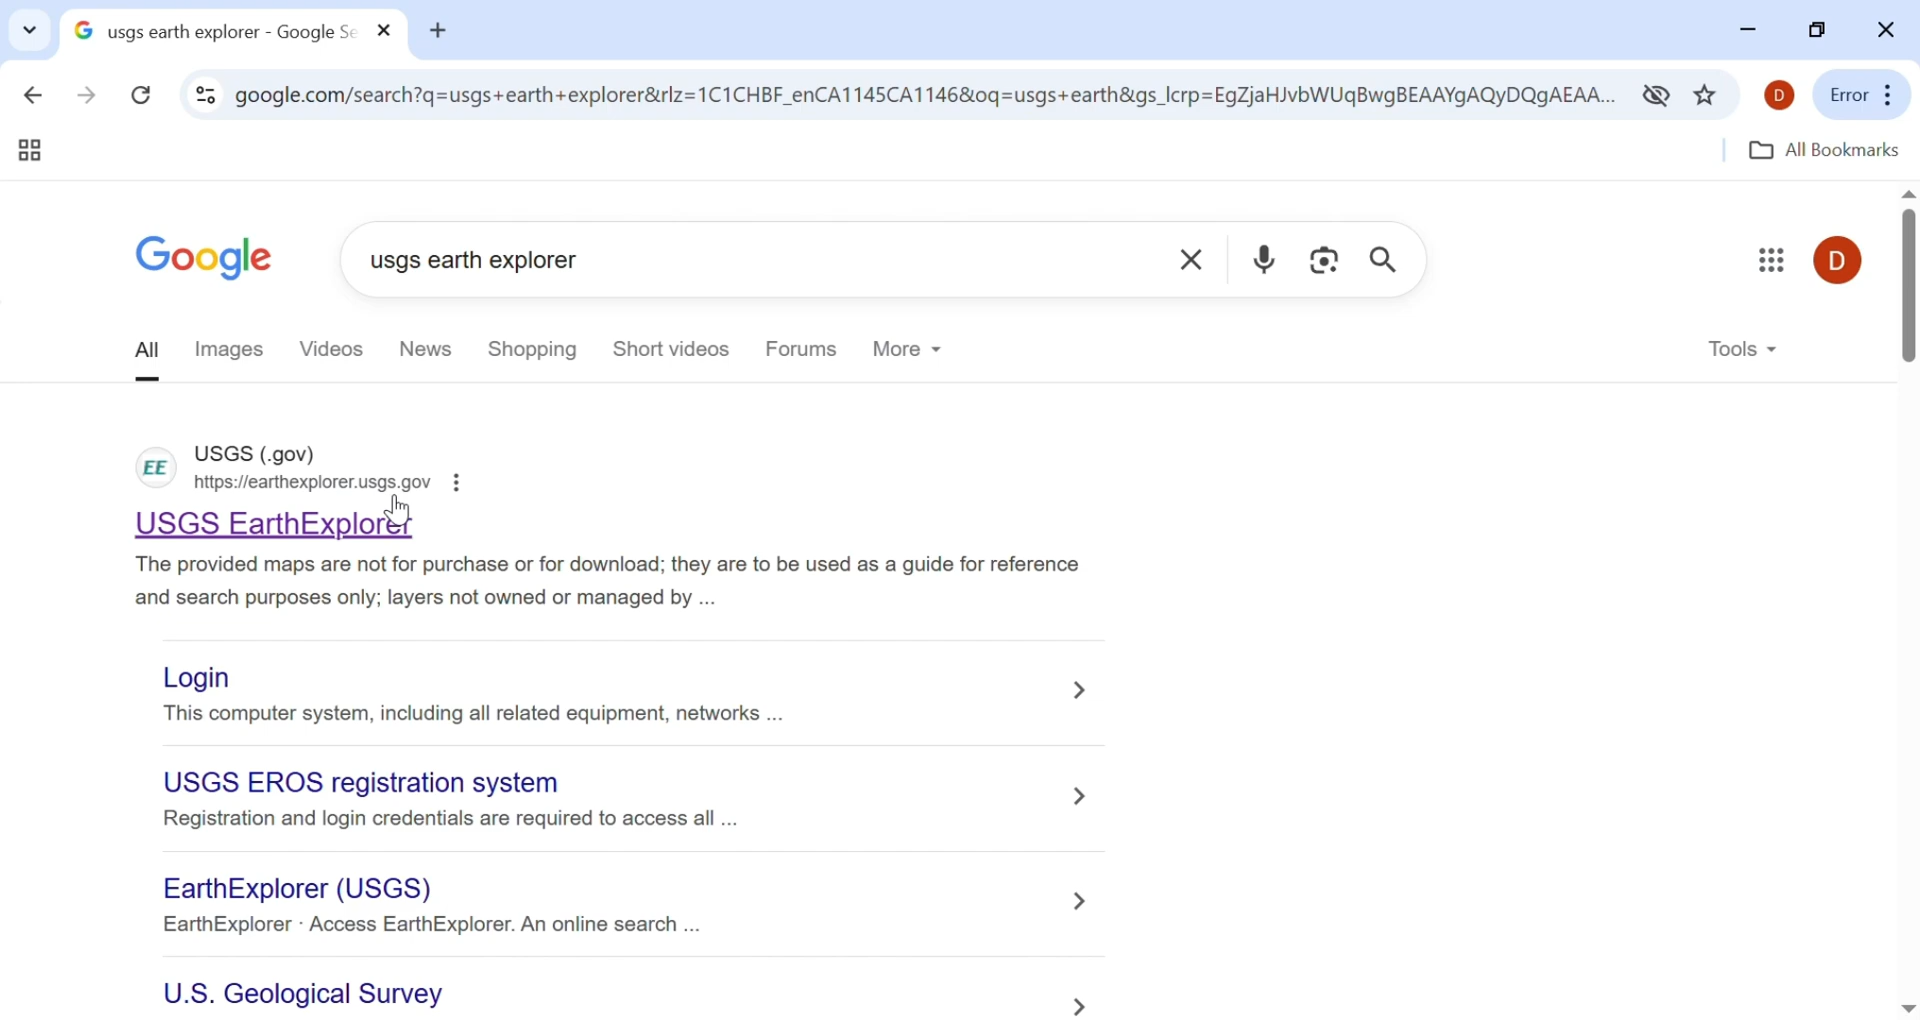 usgs earth explorer - Google Se
google.com/search?q=usgs+earth+explorer&rlz=1C1CHBF_enCA1145CA1146&oq=usgs+earth&gs_lcrp=EgZjaHJvbWUqBwgBEAAYgAQyDQgAEAA...
D
Error
All Bookmarks
Google
usgs earth explorer
D
All Images Videos News Shopping Short videos Forums More Tools
EE
USGS (.gov)
https://earthexplorer.usgs.gov
USGS EarthExplorer
The provided maps are not for purchase or for download; they are to be used as a guide for reference
and search purposes only; layers not owned or managed by ...
Login
This computer system, including all related equipment, networks ...
USGS EROS registration system
Registration and login credentials are required to access all ...
EarthExplorer (USGS)
EarthExplorer · Access EarthExplorer. An online search ...
U.S. Geological Survey